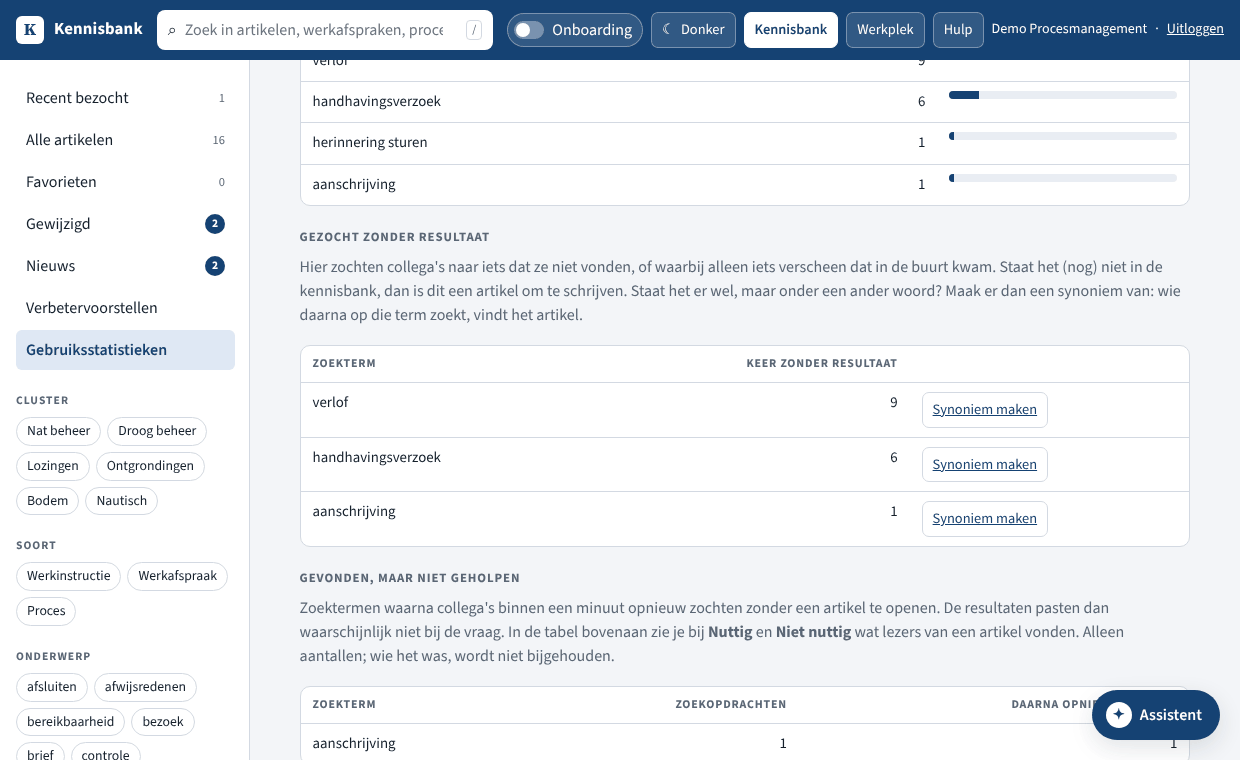 K Kennisbank
Zoek in artikelen, werkafspraken, proce
/
Onboarding
Donker
Kennisbank
Werkplek
Hulp
Demo Procesmanagement · Uitloggen
Recent bezocht 1
Alle artikelen 16
Favorieten 0
Gewijzigd 2
Nieuws 2
Verbetervoorstellen
Gebruiksstatistieken
CLUSTER
Nat beheer Droog beheer
Lozingen Ontgrondingen
Bodem Nautisch
SOORT
Werkinstructie Werkafspraak
Proces
ONDERWERP
afsluiten afwijsredenen
bereikbaarheid bezoek
brief controle
verlof 9
handhavingsverzoek 6
herinnering sturen 1
aanschrijving 1
GEZOCHT ZONDER RESULTAAT
Hier zochten collega's naar iets dat ze niet vonden, of waarbij alleen iets verscheen dat in de buurt kwam. Staat het (nog) niet in de
kennisbank, dan is dit een artikel om te schrijven. Staat het er wel, maar onder een ander woord? Maak er dan een synoniem van: wie
daarna op die term zoekt, vindt het artikel.
ZOEKTERM KEER ZONDER RESULTAAT
verlof 9 Synoniem maken
handhavingsverzoek 6 Synoniem maken
aanschrijving 1 Synoniem maken
GEVONDEN, MAAR NIET GEHOLPEN
Zoektermen waarna collega's binnen een minuut opnieuw zochten zonder een artikel te openen. De resultaten pasten dan
waarschijnlijk niet bij de vraag. In de tabel bovenaan zie je bij Nuttig en Niet nuttig wat lezers van een artikel vonden. Alleen
aantallen; wie het was, wordt niet bijgehouden.
ZOEKTERM ZOEKOPDRACHTEN DAARNA
aanschrijving 1 1
Assistent